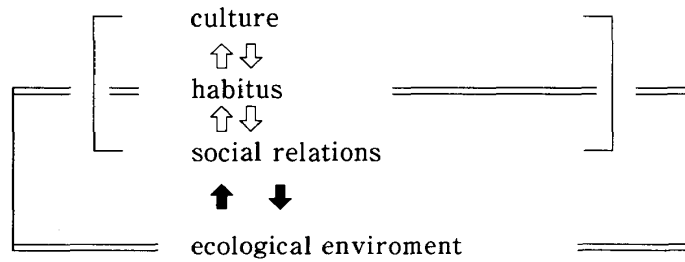 culture
habitus
social relations
ecological enviroment